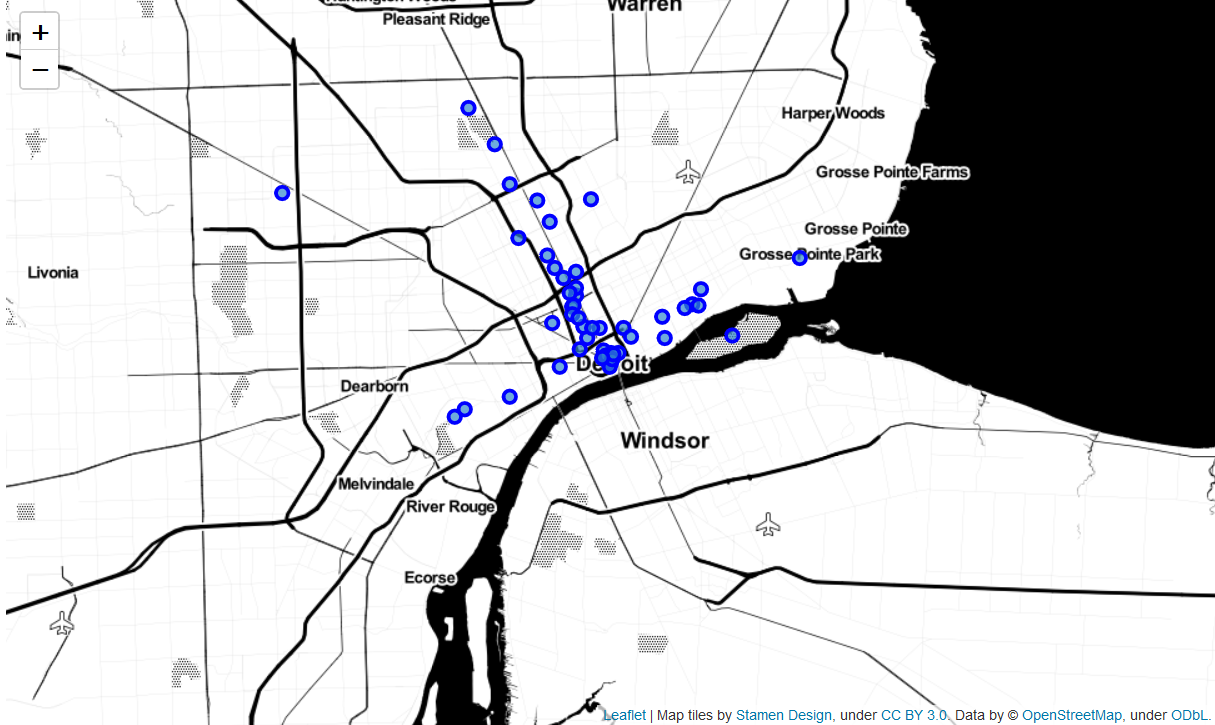 Warren
Pleasant Ridge
+
−
Harper Woods
Grosse Pointe Farms
Grosse Pointe
Grosse Pointe Park
Livonia
Detroit
Dearborn
Windsor
Melvindale
River Rouge
Ecorse
Leaflet | Map tiles by Stamen Design, under CC BY 3.0. Data by © OpenStreetMap, under ODbL.